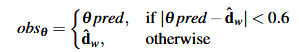 obs_θ = { θpred, if |θpred − d̂_w| < 0.6
d̂_w, otherwise